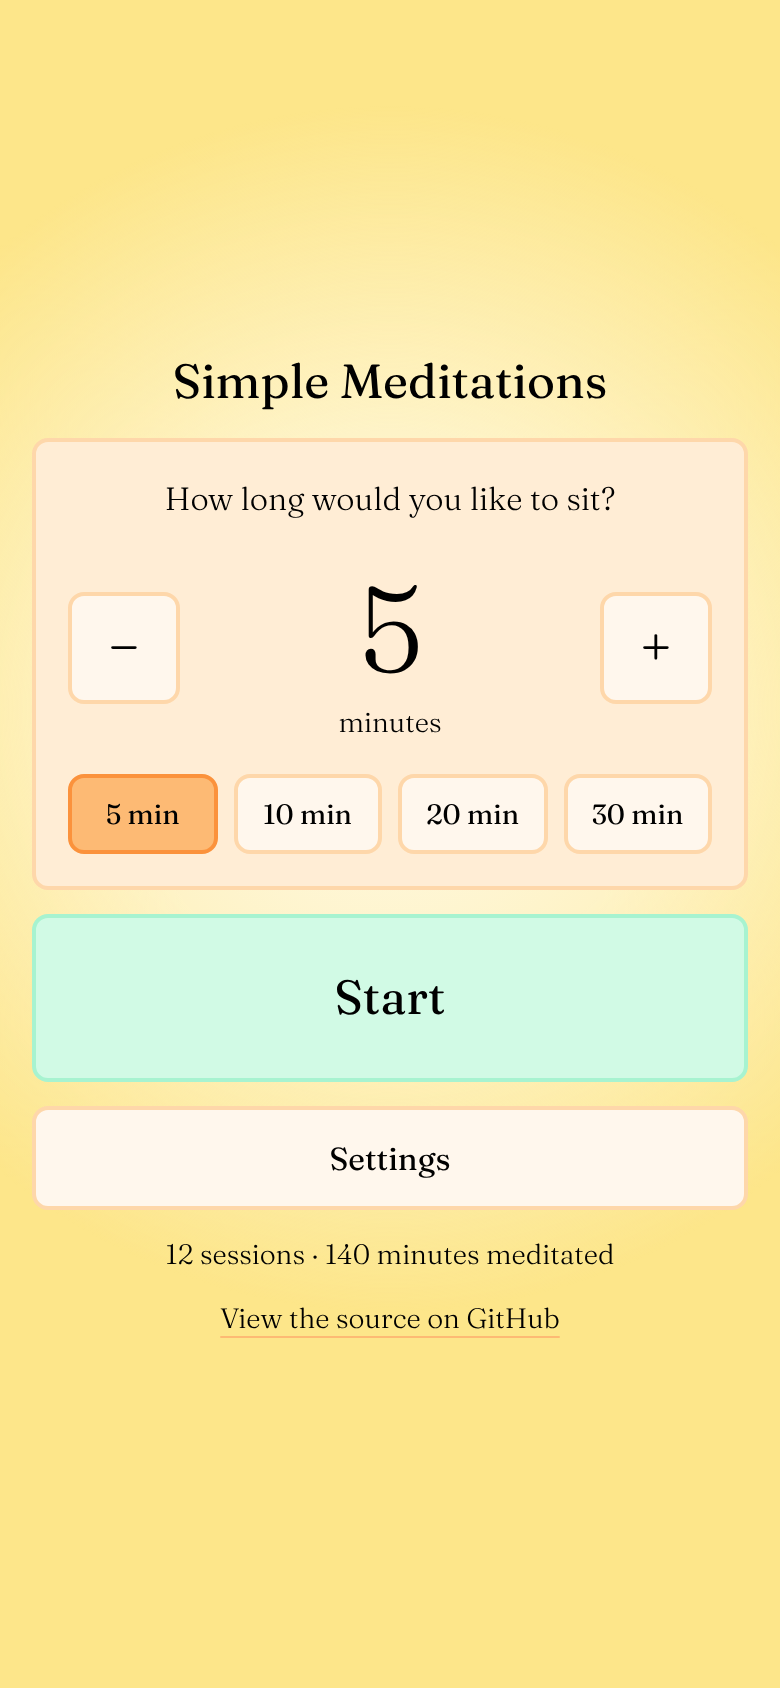 Simple Meditations
How long would you like to sit?
−
5
+
minutes
5 min
10 min
20 min
30 min
Start
Settings
12 sessions · 140 minutes meditated
View the source on GitHub